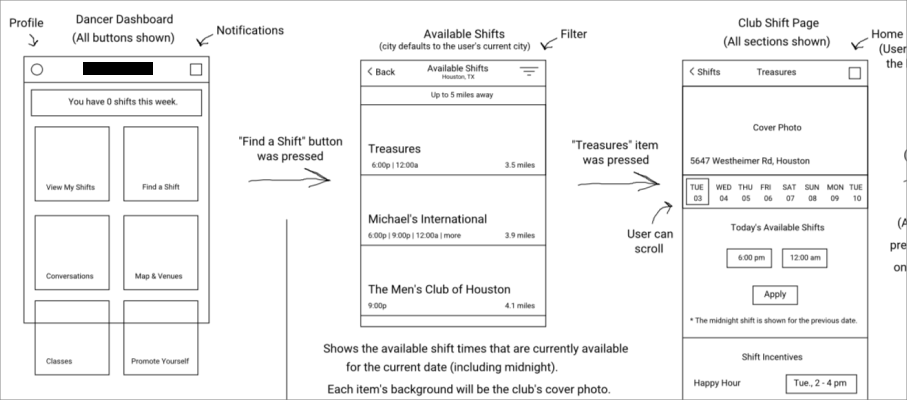 Profile
Dancer Dashboard
(All buttons shown)
Notifications
You have 0 shifts this week.
View My Shifts
Find a Shift
Conversations
Map & Venues
Classes
Promote Yourself
"Find a Shift" button
was pressed
Available Shifts
(city defaults to the user's current city)
Filter
< Back
Available Shifts
Houston, TX
Up to 5 miles away
Treasures
6:00p | 12:00a
3.5 miles
Michael's International
6:00p | 9:00p | 12:00a | more
3.9 miles
The Men's Club of Houston
9:00p
4.1 miles
Shows the available shift times that are currently available
for the current date (including midnight).
Each item's background will be the club's cover photo.
"Treasures" item
was pressed
User can
scroll
Club Shift Page
(All sections shown)
Home
(User
the
< Shifts
Treasures
Cover Photo
5647 Westheimer Rd, Houston
TUE WED THU FRI SAT SUN MON TUE
03 04 05 06 07 08 09 10
Today's Available Shifts
6:00 pm
12:00 am
Apply
* The midnight shift is shown for the previous date.
Shift Incentives
Happy Hour
Tue., 2 - 4 pm
(
(A
pre
on